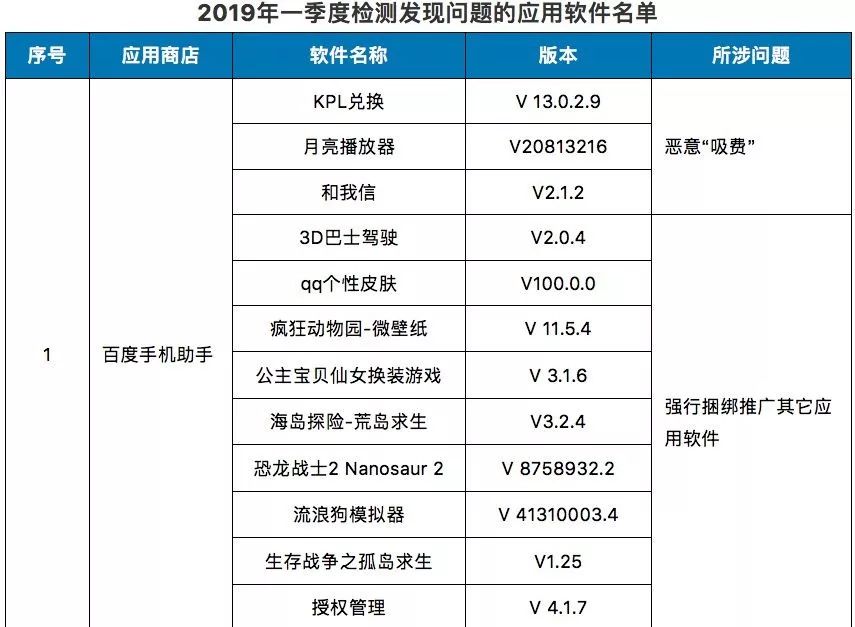 2019年一季度检测发现问题的应用软件名单
序号 应用商店 软件名称 版本 所涉问题
KPL兑换 V 13.0.2.9
月亮播放器 V20813216 恶意“吸费”
和我信 V2.1.2
3D巴士驾驶 V2.0.4
qq个性皮肤 V100.0.0
疯狂动物园-微壁纸 V 11.5.4
1 百度手机助手
公主宝贝仙女换装游戏 V 3.1.6
海岛探险-荒岛求生 V3.2.4
强行捆绑推广其它应
用软件
恐龙战士2 Nanosaur 2 V 8758932.2
流浪狗模拟器 V 41310003.4
生存战争之孤岛求生 V1.25
授权管理 V 4.1.7